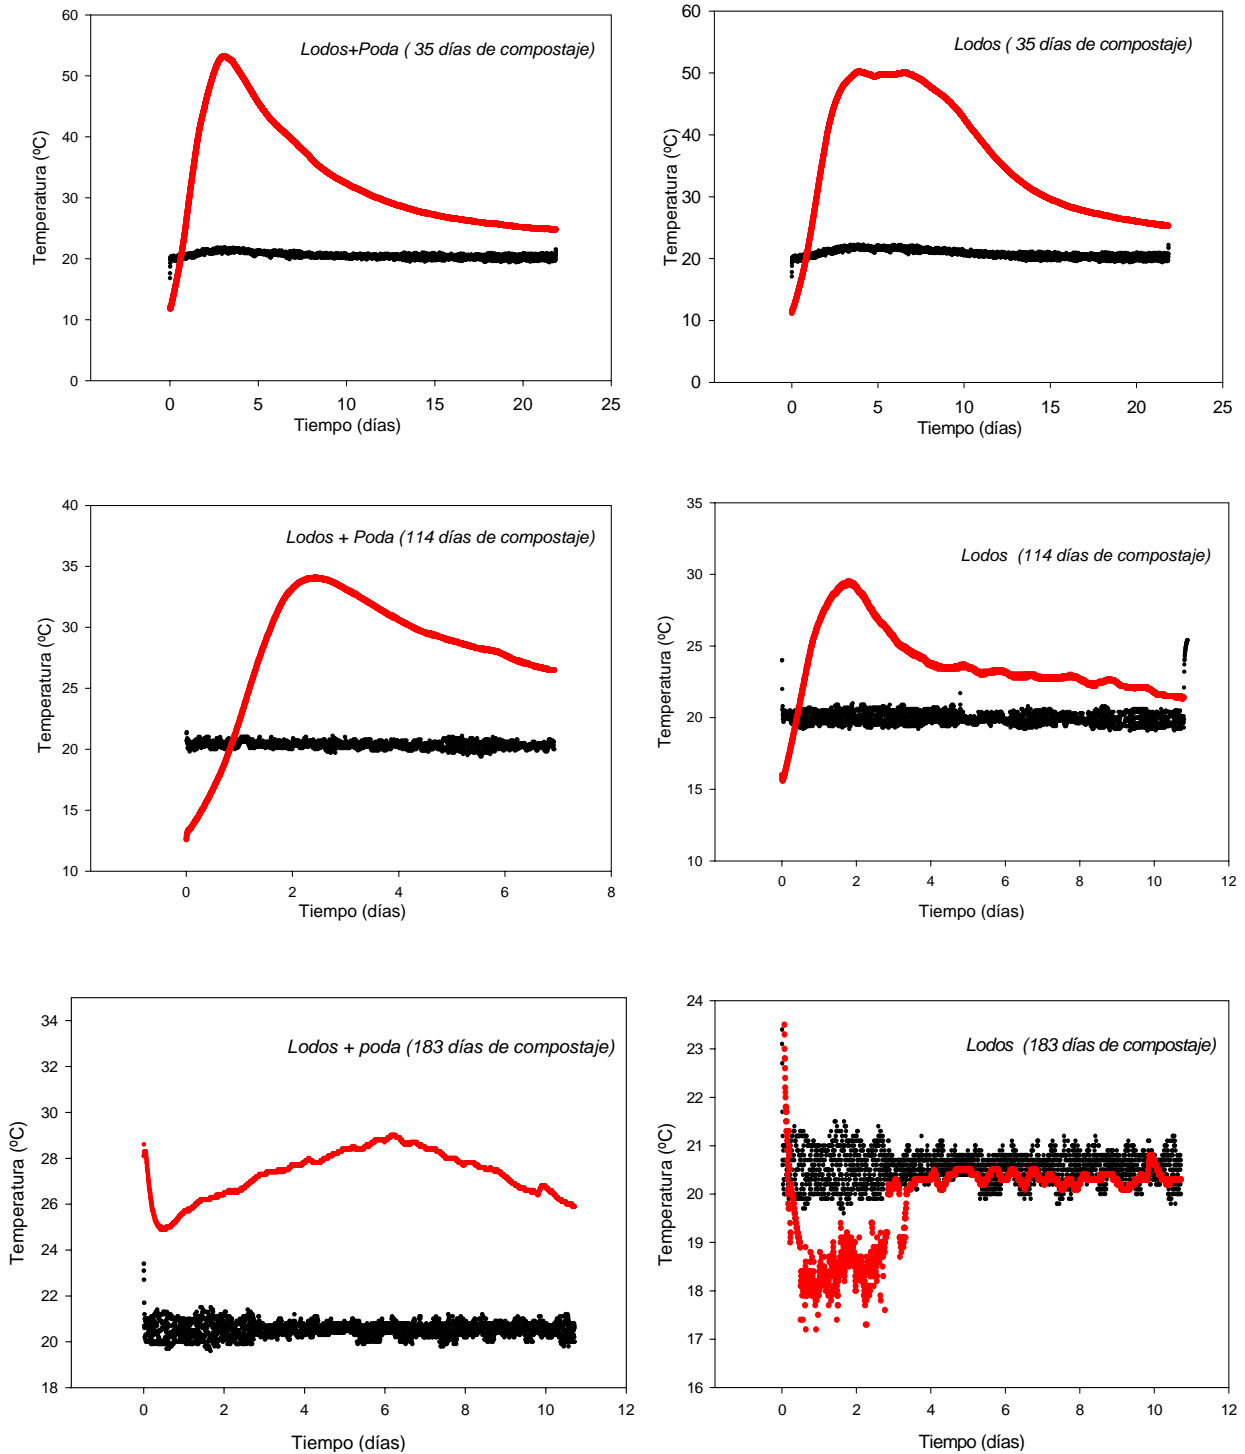 Lodos+Poda ( 35 días de compostaje)
Temperatura (ºC)
60
50
40
30
20
10
0
0 5 10 15 20 25
Tiempo (días)
Lodos ( 35 días de compostaje)
Temperatura (ºC)
60
50
40
30
20
10
0
0 5 10 15 20 25
Tiempo (días)
Lodos + Poda (114 días de compostaje)
Temperatura (ºC)
40
35
30
25
20
15
10
0 2 4 6 8
Tiempo (días)
Lodos (114 días de compostaje)
Temperatura (ºC)
35
30
25
20
15
10
0 2 4 6 8 10 12
Tiempo (días)
Lodos + poda (183 días de compostaje)
Temperatura (ºC)
34
32
30
28
26
24
22
20
18
0 2 4 6 8 10 12
Tiempo (días)
Lodos (183 días de compostaje)
Temperatura (ºC)
24
23
22
21
20
19
18
17
16
0 2 4 6 8 10 12
Tiempo (días)